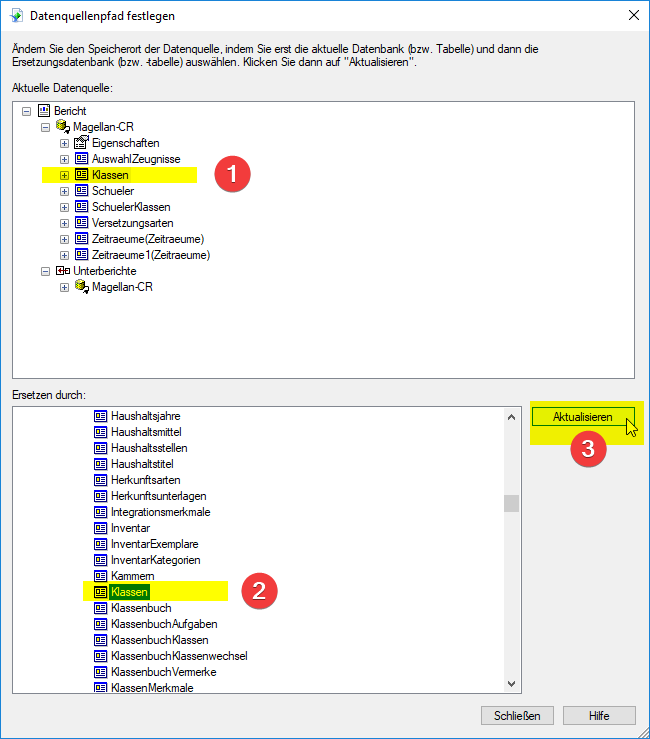 Datenquellenpfad festlegen
Ändern Sie den Speicherort der Datenquelle, indem Sie erst die aktuelle Datenbank (bzw. Tabelle) und dann die
Ersetzungsdatenbank (bzw. -tabelle) auswählen. Klicken Sie dann auf "Aktualisieren".
Aktuelle Datenquelle:
Bericht
Magellan-CR
Eigenschaften
AuswahlZeugnisse
Klassen
1
Schueler
SchuelerKlassen
Versetzungsarten
Zeitraeume(Zeitraeume)
Zeitraeume1(Zeitraeume)
Unterberichte
Magellan-CR
Ersetzen durch:
Haushaltsjahre
Aktualisieren
Haushaltsmittel
Haushaltsstellen
3
Haushaltstitel
Herkunftsarten
Herkunftsunterlagen
Integrationsmerkmale
Inventar
InventarExemplare
InventarKategorien
Kammern
Klassen
2
Klassenbuch
KlassenbuchAufgaben
KlassenbuchKlassen
KlassenbuchKlassenwechsel
KlassenbuchVermerke
KlassenMerkmale
Schließen
Hilfe